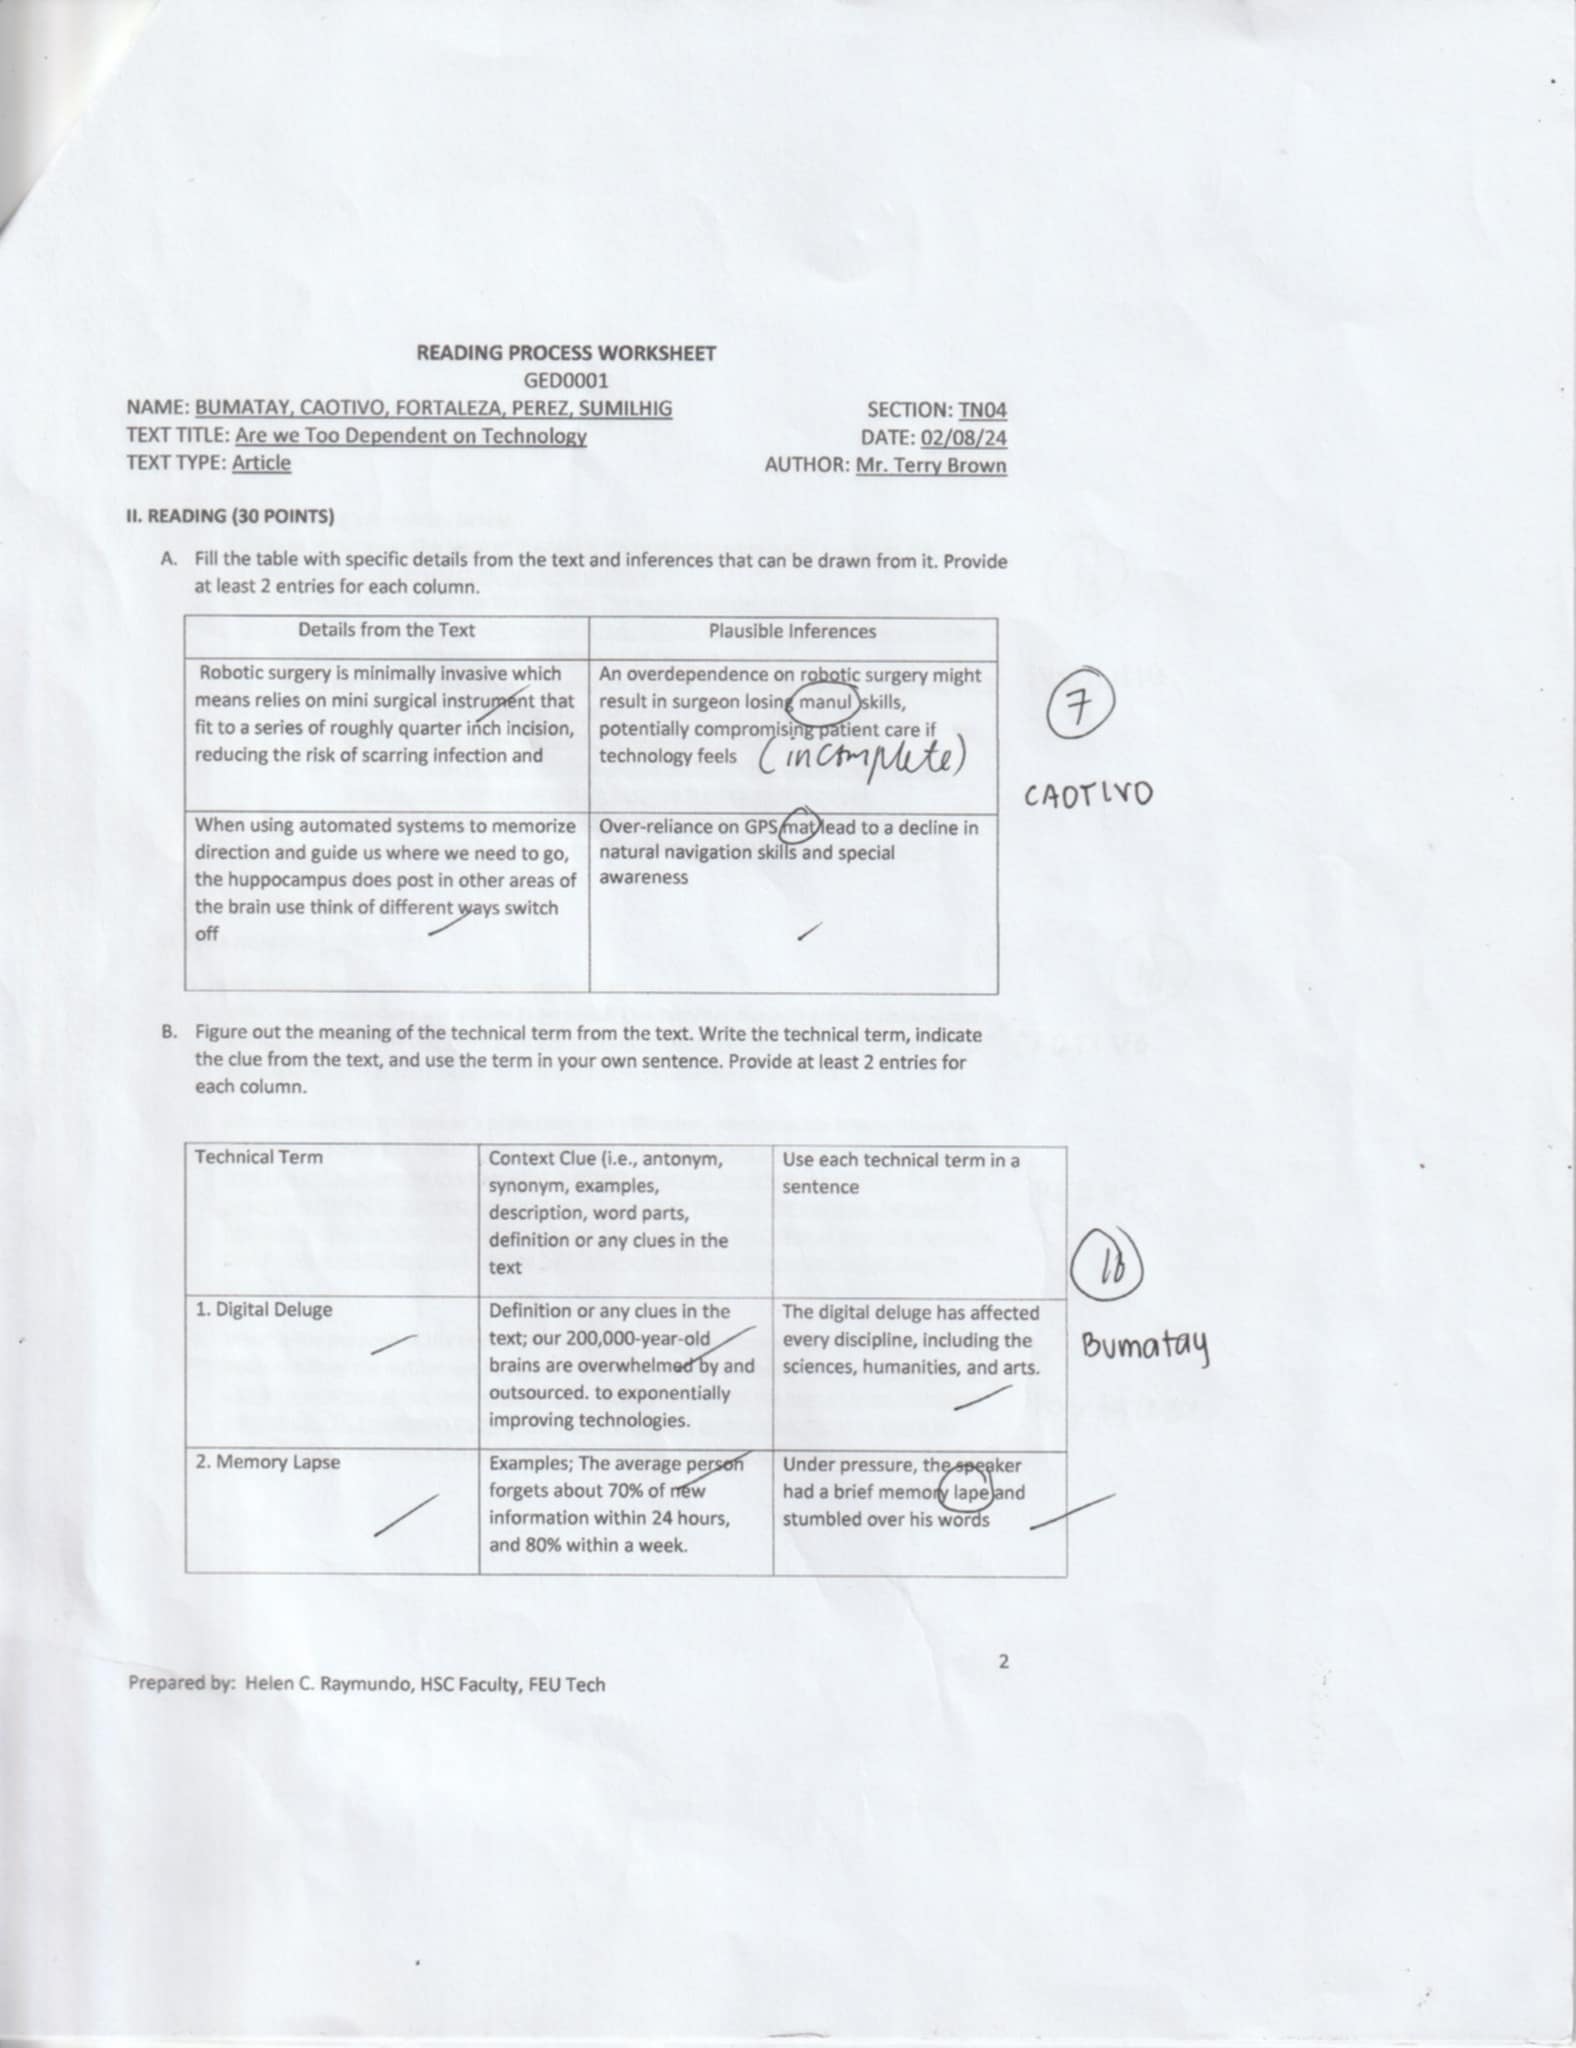 READING PROCESS WORKSHEET
GED0001
NAME: BUMATAY, CAOTIVO, FORTALEZA, PEREZ, SUMILHIG SECTION: TN04
TEXT TITLE: Are we Too Dependent on Technology DATE: 02/08/24
TEXT TYPE: Article AUTHOR: Mr. Terry Brown
II. READING (30 POINTS)
A. Fill the table with specific details from the text and inferences that can be drawn from it. Provide
at least 2 entries for each column.
Details from the Text
Plausible Inferences
Robotic surgery is minimally invasive which
means relies on mini surgical instrument that
fit to a series of roughly quarter inch incision,
reducing the risk of scarring infection and
An overdependence on robotic surgery might
result in surgeon losing manul skills,
potentially compromising patient care if
technology feels (incomplete)
7
CAOTIVO
When using automated systems to memorize
direction and guide us where we need to go,
the huppocampus does post in other areas of
the brain use think of different ways switch
off
Over-reliance on GPS mat lead to a decline in
natural navigation skills and special
awareness
B. Figure out the meaning of the technical term from the text. Write the technical term, indicate
the clue from the text, and use the term in your own sentence. Provide at least 2 entries for
each column.
Technical Term
Context Clue (i.e., antonym,
synonym, examples,
description, word parts,
definition or any clues in the
text
Use each technical term in a
sentence
1. Digital Deluge
Definition or any clues in the
text; our 200,000-year-old
brains are overwhelmed by and
outsourced. to exponentially
improving technologies.
The digital deluge has affected
every discipline, including the
sciences, humanities, and arts.
Bumatay
2. Memory Lapse
Examples; The average person
forgets about 70% of new
information within 24 hours,
and 80% within a week.
Under pressure, the speaker
had a brief memory lape and
stumbled over his words
2
Prepared by: Helen C. Raymundo, HSC Faculty, FEU Tech